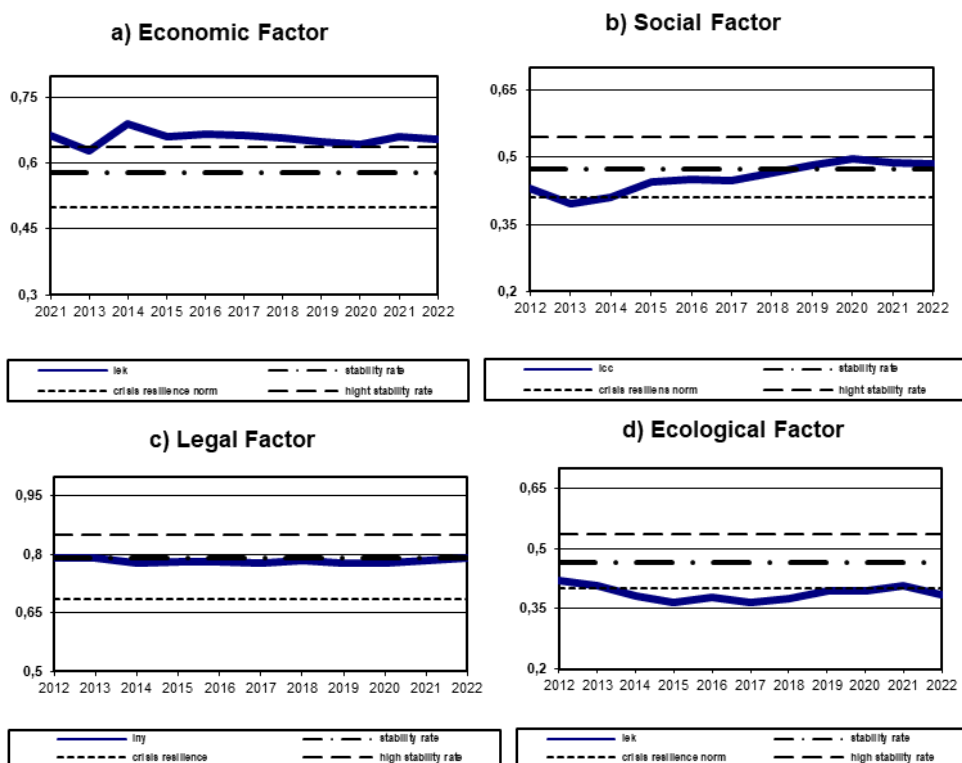 a) Economic Factor
0,75
0,6
0,45
0,3
2021 2013 2014 2015 2016 2017 2018 2019 2020 2021 2022
iek stability rate
crisis resilience norm hight stability rate
b) Social Factor
0,65
0,5
0,35
0,2
2012 2013 2014 2015 2016 2017 2018 2019 2020 2021 2022
icc stability rate
crisis resiliens norm hight stability rate
c) Legal Factor
0,95
0,8
0,65
0,5
2012 2013 2014 2015 2016 2017 2018 2019 2020 2021 2022
iny stability rate
crisis resilience high stability rate
d) Ecological Factor
0,65
0,5
0,35
0,2
2012 2013 2014 2015 2016 2017 2018 2019 2020 2021 2022
iek stability rate
crisis resilience norm high stability rate